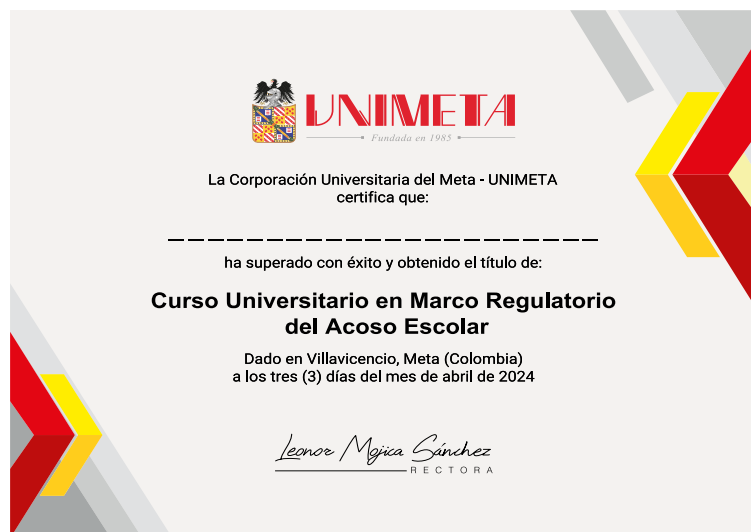 UNIMETA
Fundada en 1985
La Corporación Universitaria del Meta - UNIMETA
certifica que:
ha superado con éxito y obtenido el título de:
Curso Universitario en Marco Regulatorio
del Acoso Escolar
Dado en Villavicencio, Meta (Colombia)
a los tres (3) días del mes de abril de 2024
Leonor Mojica Sánchez
RECTORA